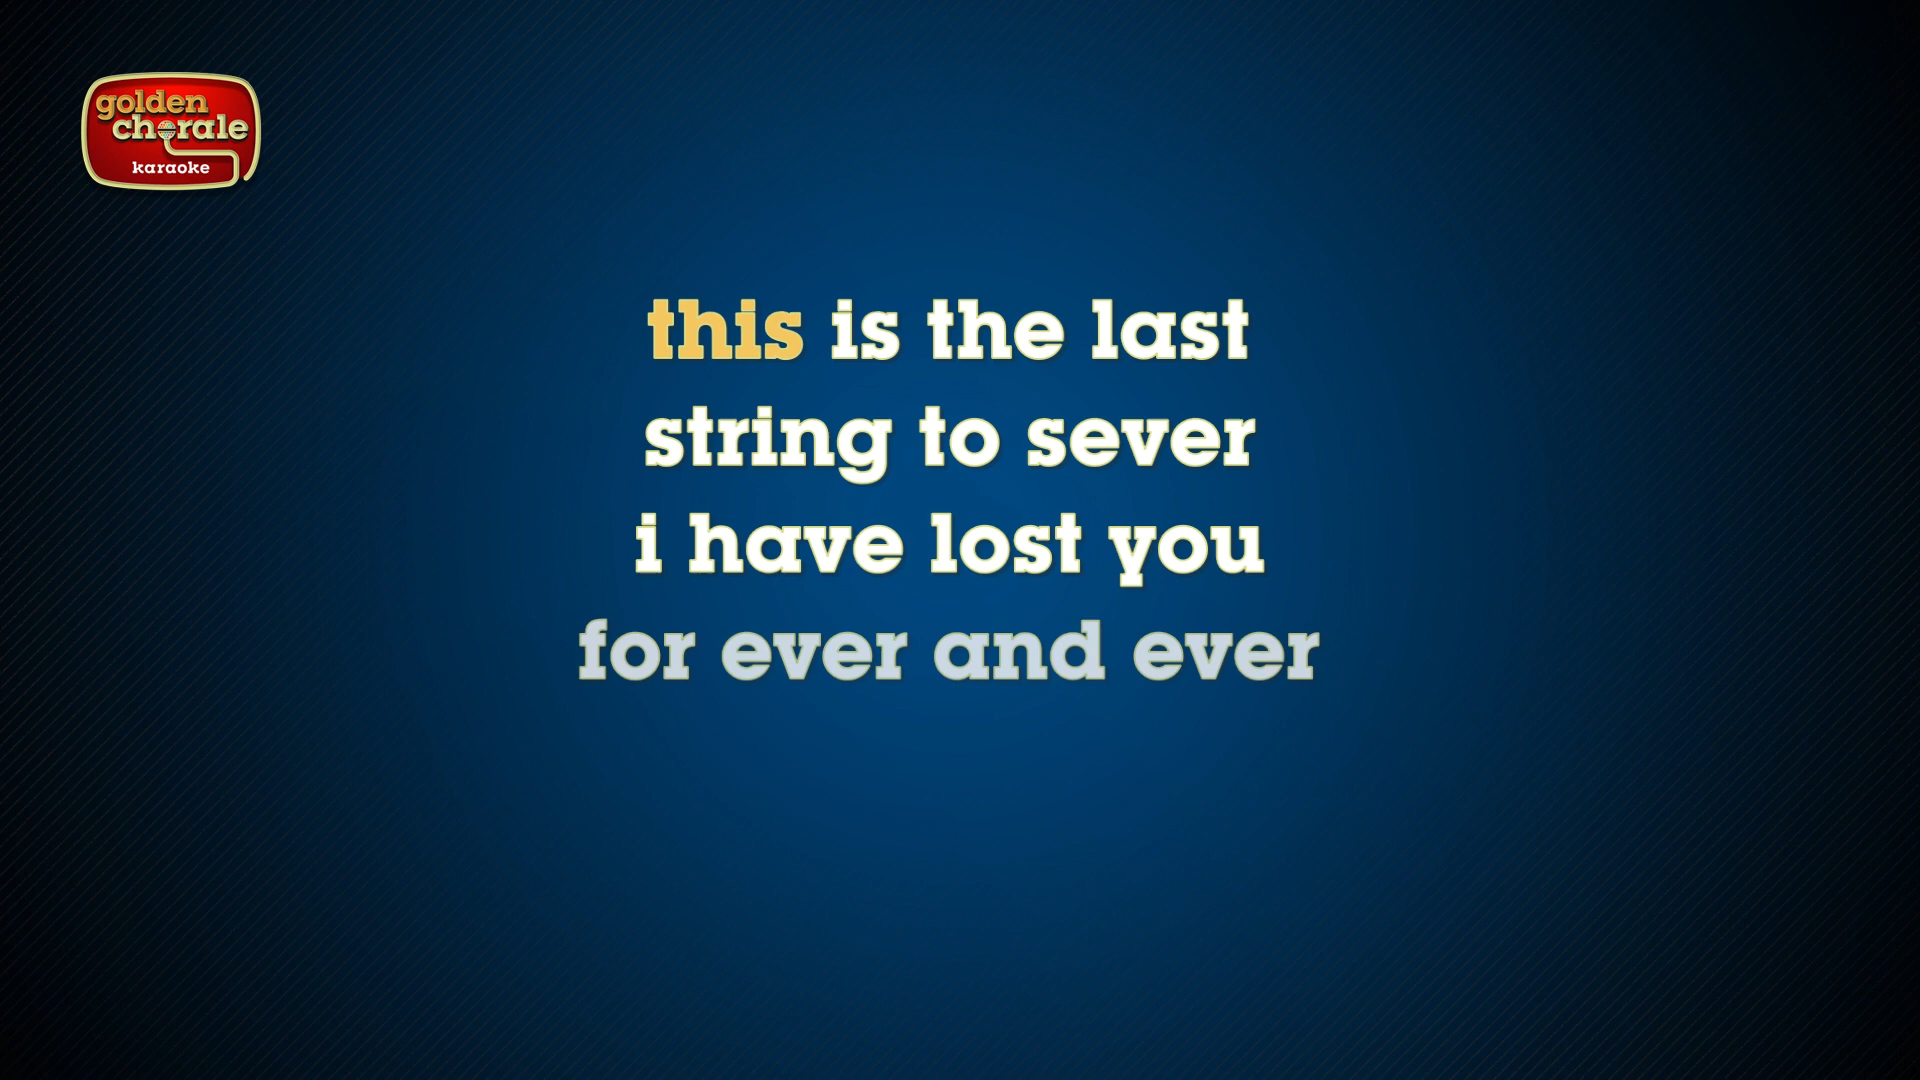 golden
chorale
karaoke
this is the last
string to sever
i have lost you
for ever and ever